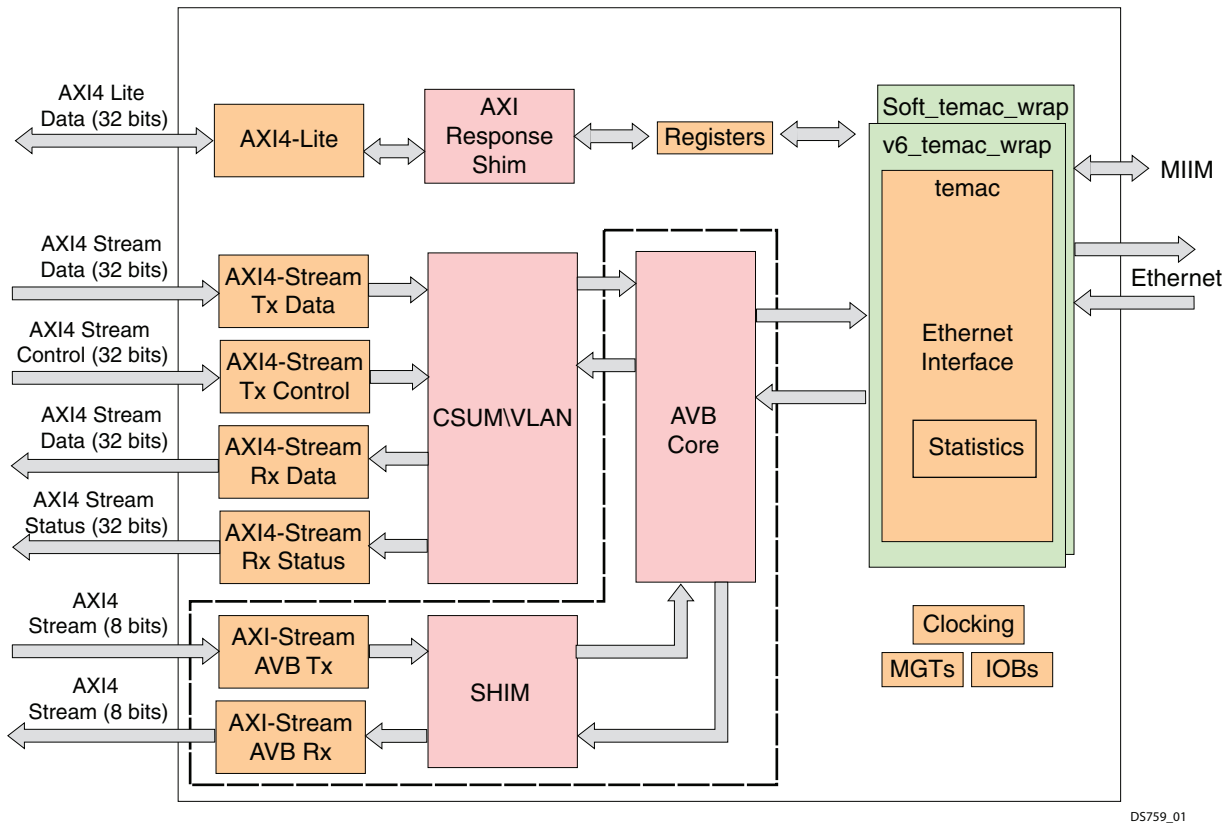 AXI4 Lite
Data (32 bits)
AXI4-Lite
AXI
Response
Shim
Registers
Soft_temac_wrap
v6_temac_wrap
temac
MIIM
AXI4 Stream
Data (32 bits)
AXI4-Stream
Tx Data
Ethernet
AXI4 Stream
Control (32 bits)
AXI4-Stream
Tx Control
Ethernet
Interface
CSUM\VLAN
AVB
Core
AXI4 Stream
Data (32 bits)
AXI4-Stream
Rx Data
Statistics
AXI4 Stream
Status (32 bits)
AXI4-Stream
Rx Status
AXI4
Stream (8 bits)
AXI-Stream
AVB Tx
SHIM
Clocking
MGTs
IOBs
AXI4
Stream (8 bits)
AXI-Stream
AVB Rx
DS759_01